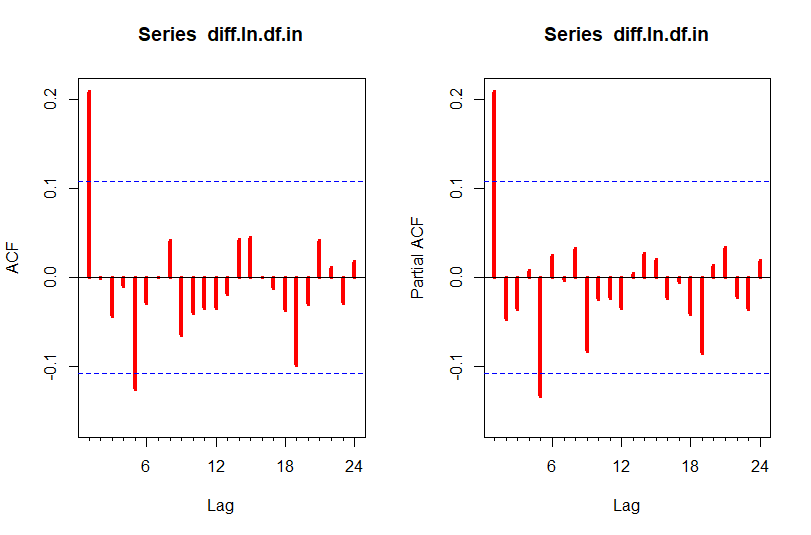 Series  diff.ln.df.in
ACF
0.2
0.1
0.0
-0.1
6
12
18
24
Lag
Series  diff.ln.df.in
Partial ACF
0.2
0.1
0.0
-0.1
6
12
18
24
Lag